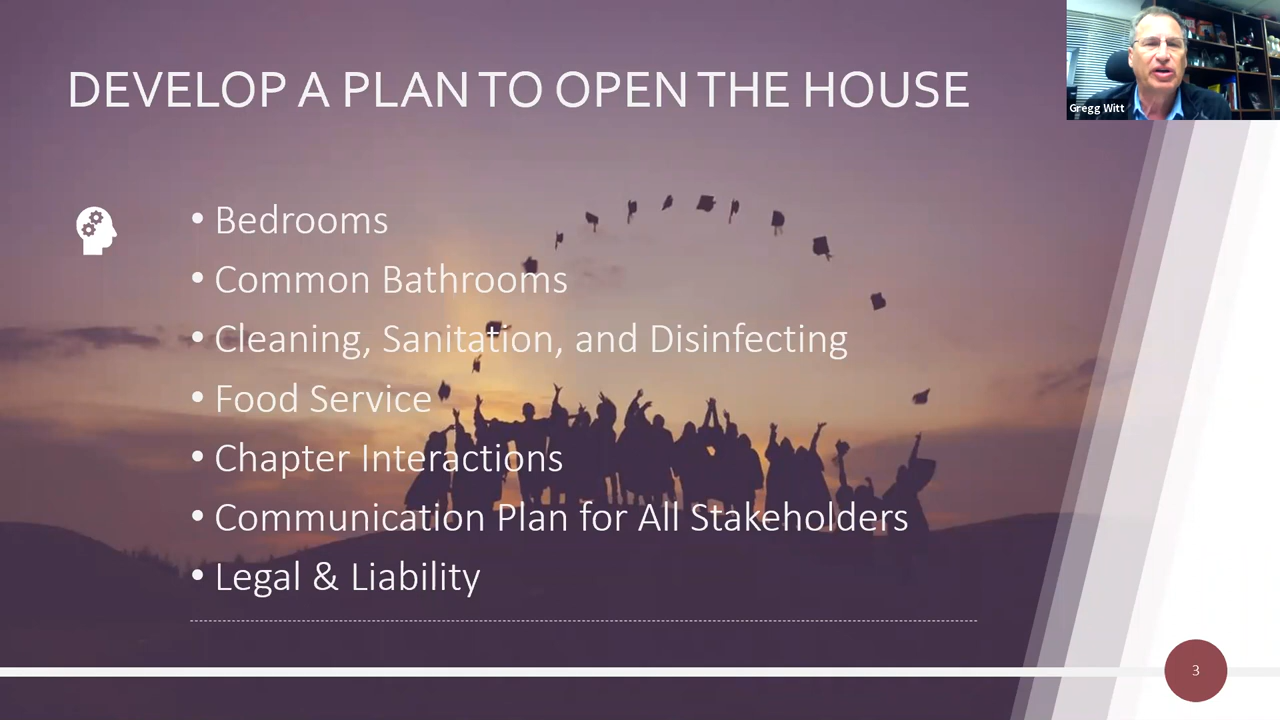 DEVELOP A PLAN TO OPEN THE HOUSE
Gregg Witt
• Bedrooms
• Common Bathrooms
• Cleaning, Sanitation, and Disinfecting
• Food Service
• Chapter Interactions
• Communication Plan for All Stakeholders
• Legal & Liability
3